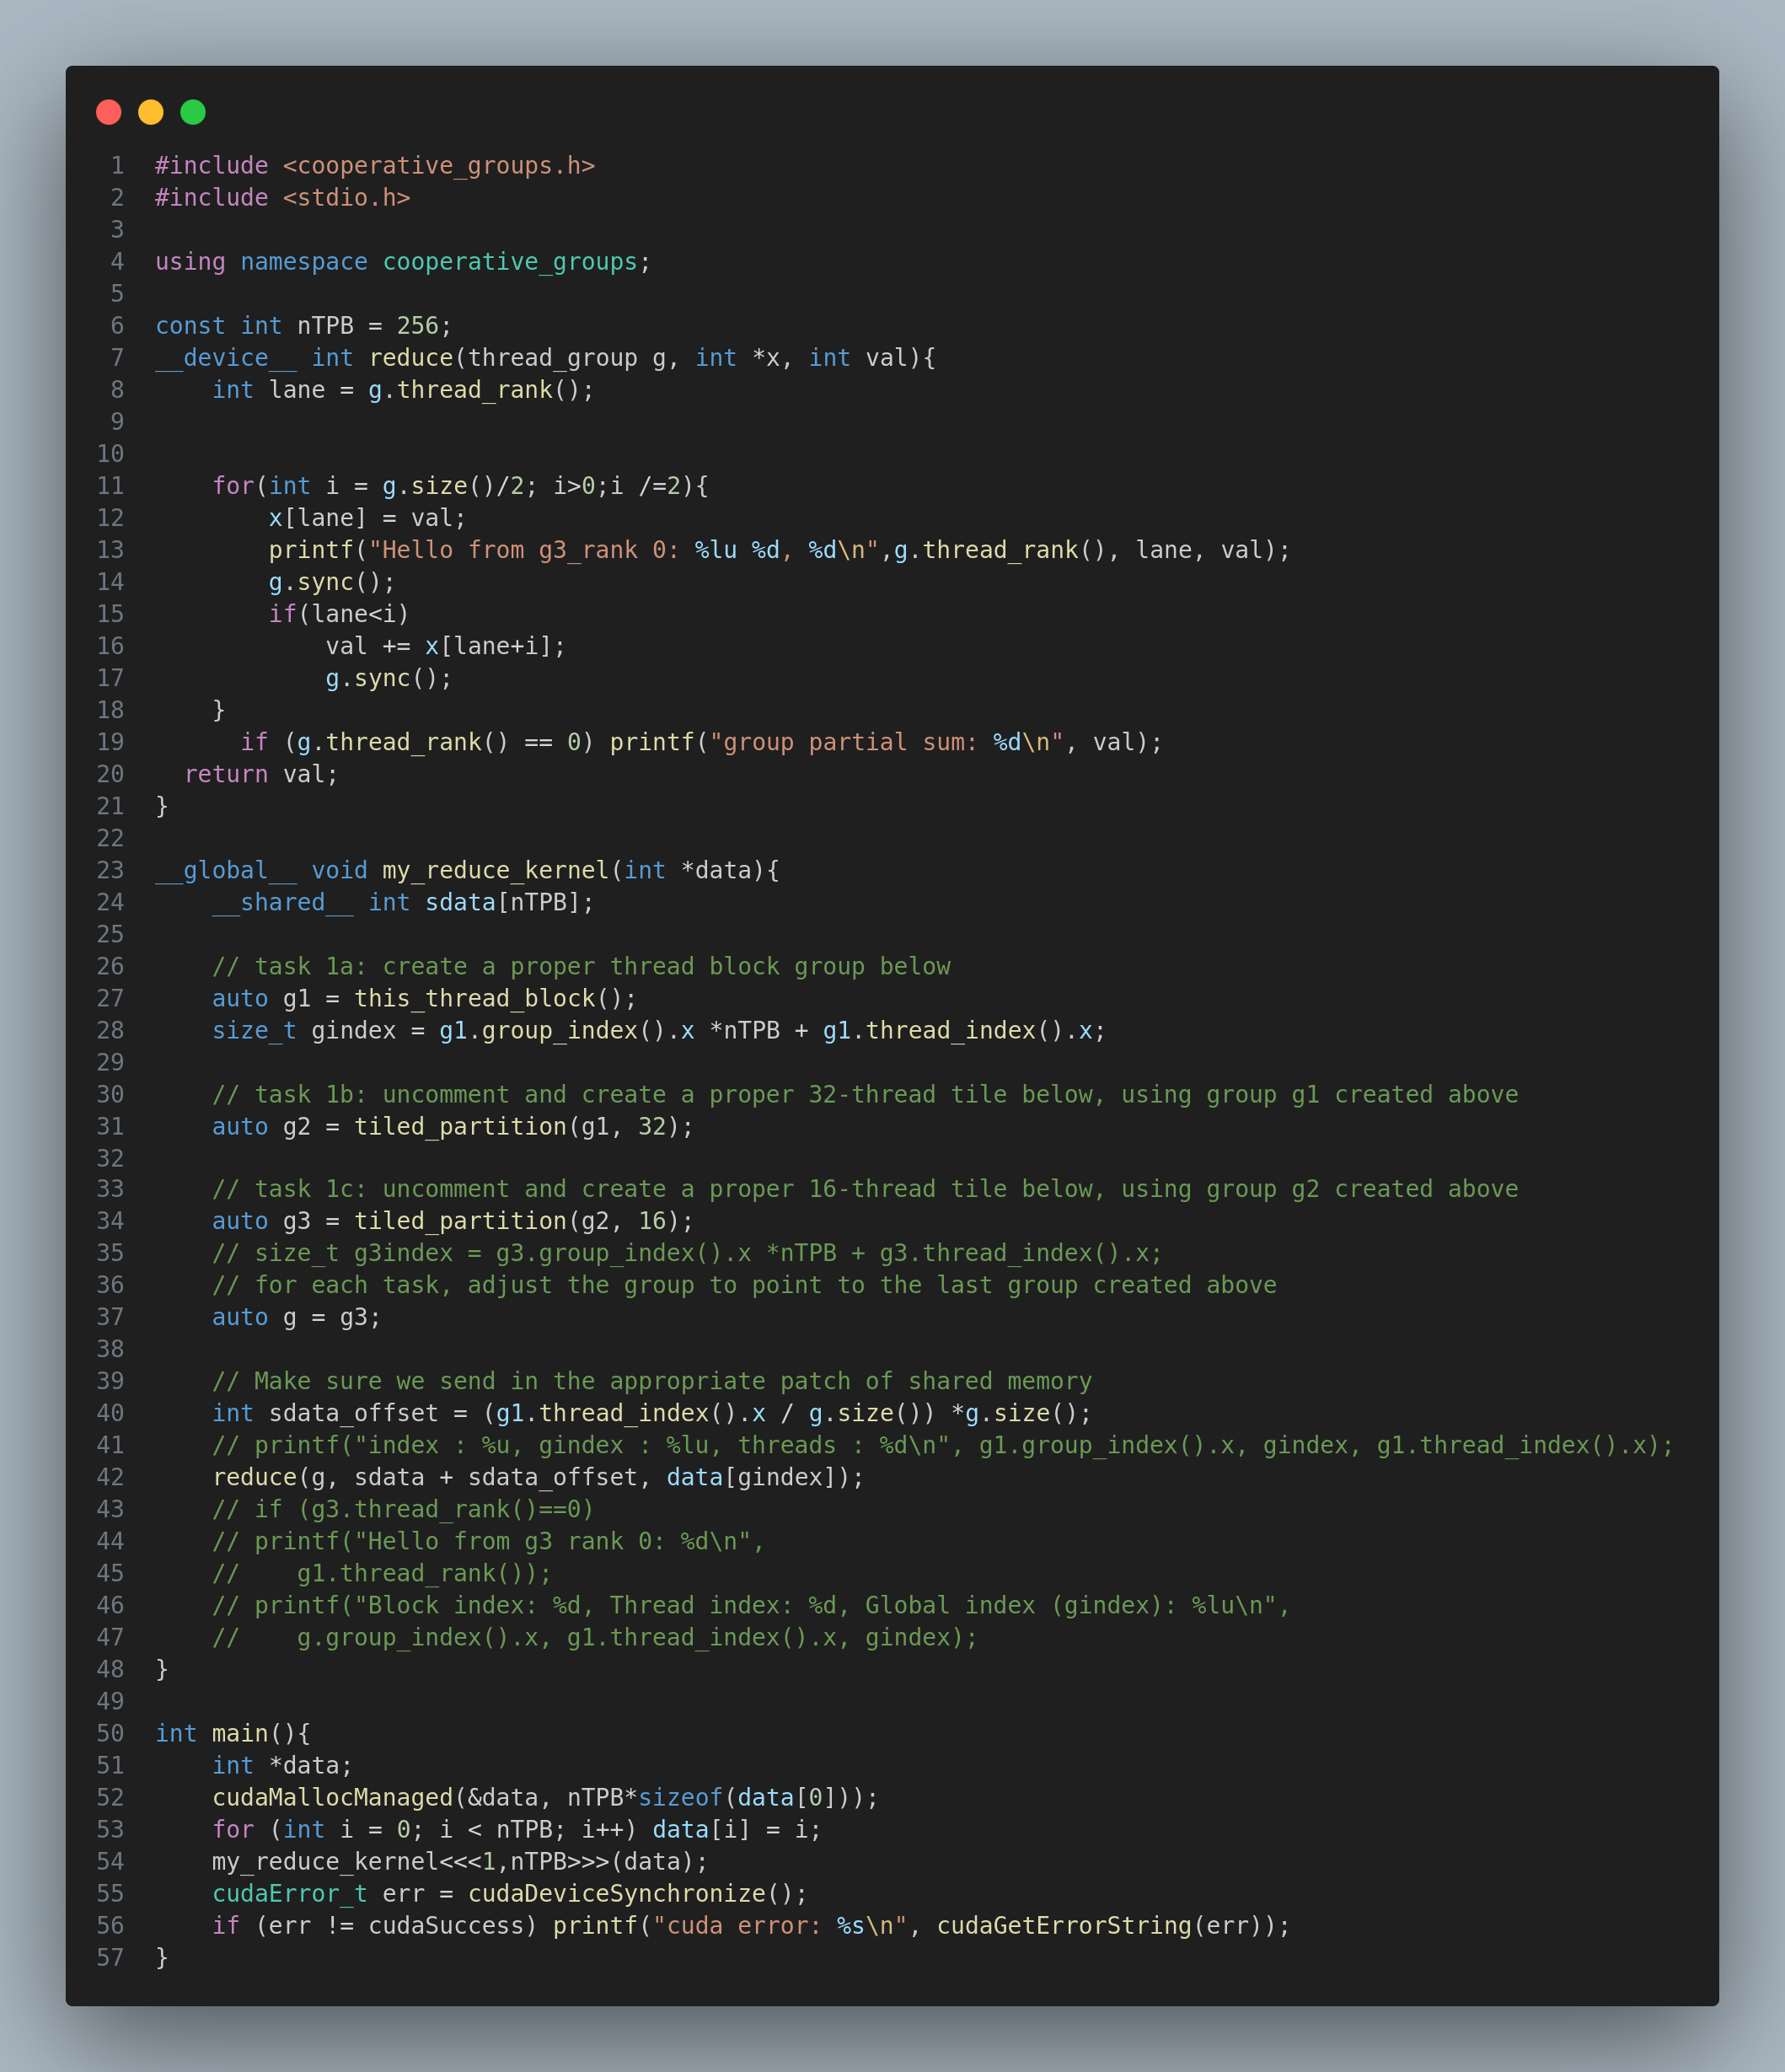 1 #include <cooperative_groups.h>
2 #include <stdio.h>
3
4 using namespace cooperative_groups;
5
6 const int nTPB = 256;
7 __device__ int reduce(thread_group g, int *x, int val){
8     int lane = g.thread_rank();
9
10
11     for(int i = g.size()/2; i>0;i /=2){
12         x[lane] = val;
13         printf("Hello from g3_rank 0: %lu %d, %d\n",g.thread_rank(), lane, val);
14         g.sync();
15         if(lane<i)
16             val += x[lane+i];
17             g.sync();
18     }
19       if (g.thread_rank() == 0) printf("group partial sum: %d\n", val);
20   return val;
21 }
22
23 __global__ void my_reduce_kernel(int *data){
24     __shared__ int sdata[nTPB];
25
26     // task 1a: create a proper thread block group below
27     auto g1 = this_thread_block();
28     size_t gindex = g1.group_index().x *nTPB + g1.thread_index().x;
29
30     // task 1b: uncomment and create a proper 32-thread tile below, using group g1 created above
31     auto g2 = tiled_partition(g1, 32);
32
33     // task 1c: uncomment and create a proper 16-thread tile below, using group g2 created above
34     auto g3 = tiled_partition(g2, 16);
35     // size_t g3index = g3.group_index().x *nTPB + g3.thread_index().x;
36     // for each task, adjust the group to point to the last group created above
37     auto g = g3;
38
39     // Make sure we send in the appropriate patch of shared memory
40     int sdata_offset = (g1.thread_index().x / g.size()) *g.size();
41     // printf("index : %u, gindex : %lu, threads : %d\n", g1.group_index().x, gindex, g1.thread_index().x);
42     reduce(g, sdata + sdata_offset, data[gindex]);
43     // if (g3.thread_rank()==0)
44     // printf("Hello from g3 rank 0: %d\n",
45     //    g1.thread_rank());
46     // printf("Block index: %d, Thread index: %d, Global index (gindex): %lu\n",
47     //    g.group_index().x, g1.thread_index().x, gindex);
48 }
49
50 int main(){
51     int *data;
52     cudaMallocManaged(&data, nTPB*sizeof(data[0]));
53     for (int i = 0; i < nTPB; i++) data[i] = i;
54     my_reduce_kernel<<<1,nTPB>>>(data);
55     cudaError_t err = cudaDeviceSynchronize();
56     if (err != cudaSuccess) printf("cuda error: %s\n", cudaGetErrorString(err));
57 }